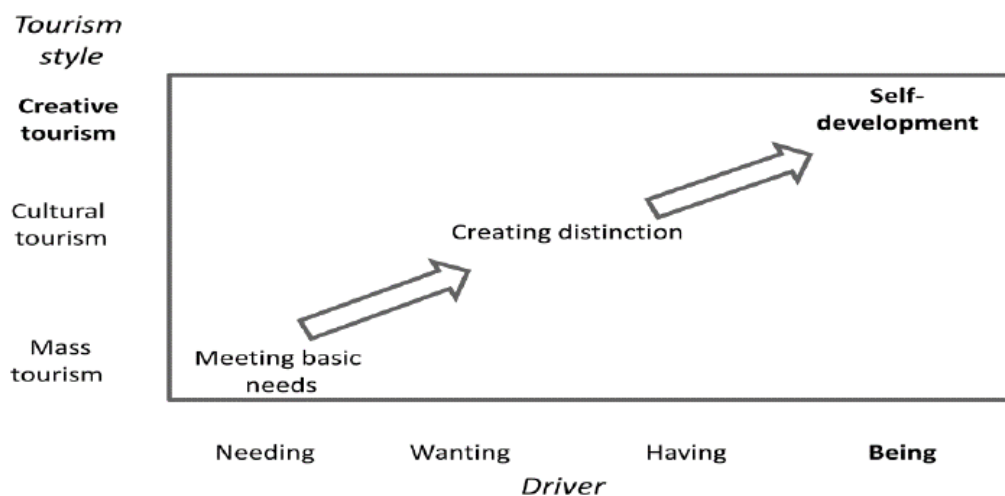 Tourism
style
Creative
tourism
Self-
development
Cultural
tourism
Creating distinction
Mass
tourism
Meeting basic
needs
Needing Wanting Having Being
Driver